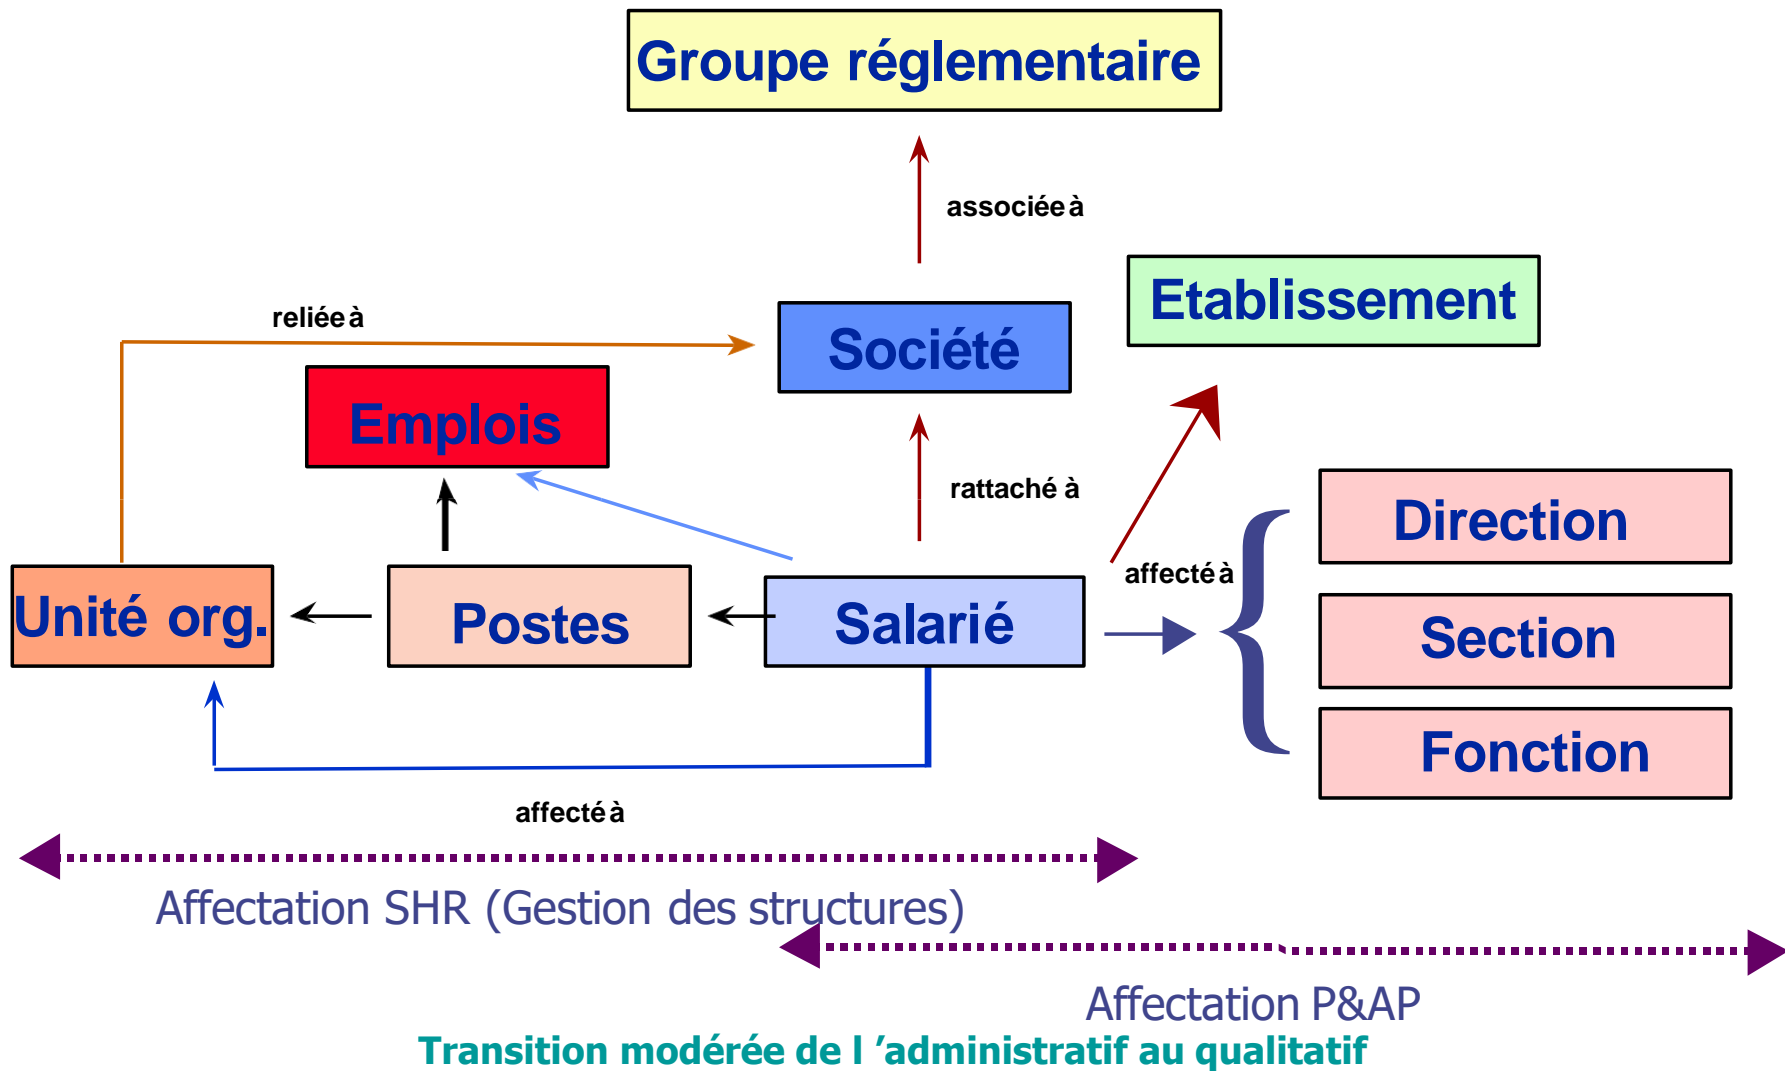 Groupe réglementaire
associée à
Etablissement
reliée à
Société
Emplois
rattaché à
Direction
affecté à
Unité org.
Postes
Salarié
Section
Fonction
affecté à
Affectation SHR (Gestion des structures)
Affectation P&AP
Transition modérée de l ’administratif au qualitatif